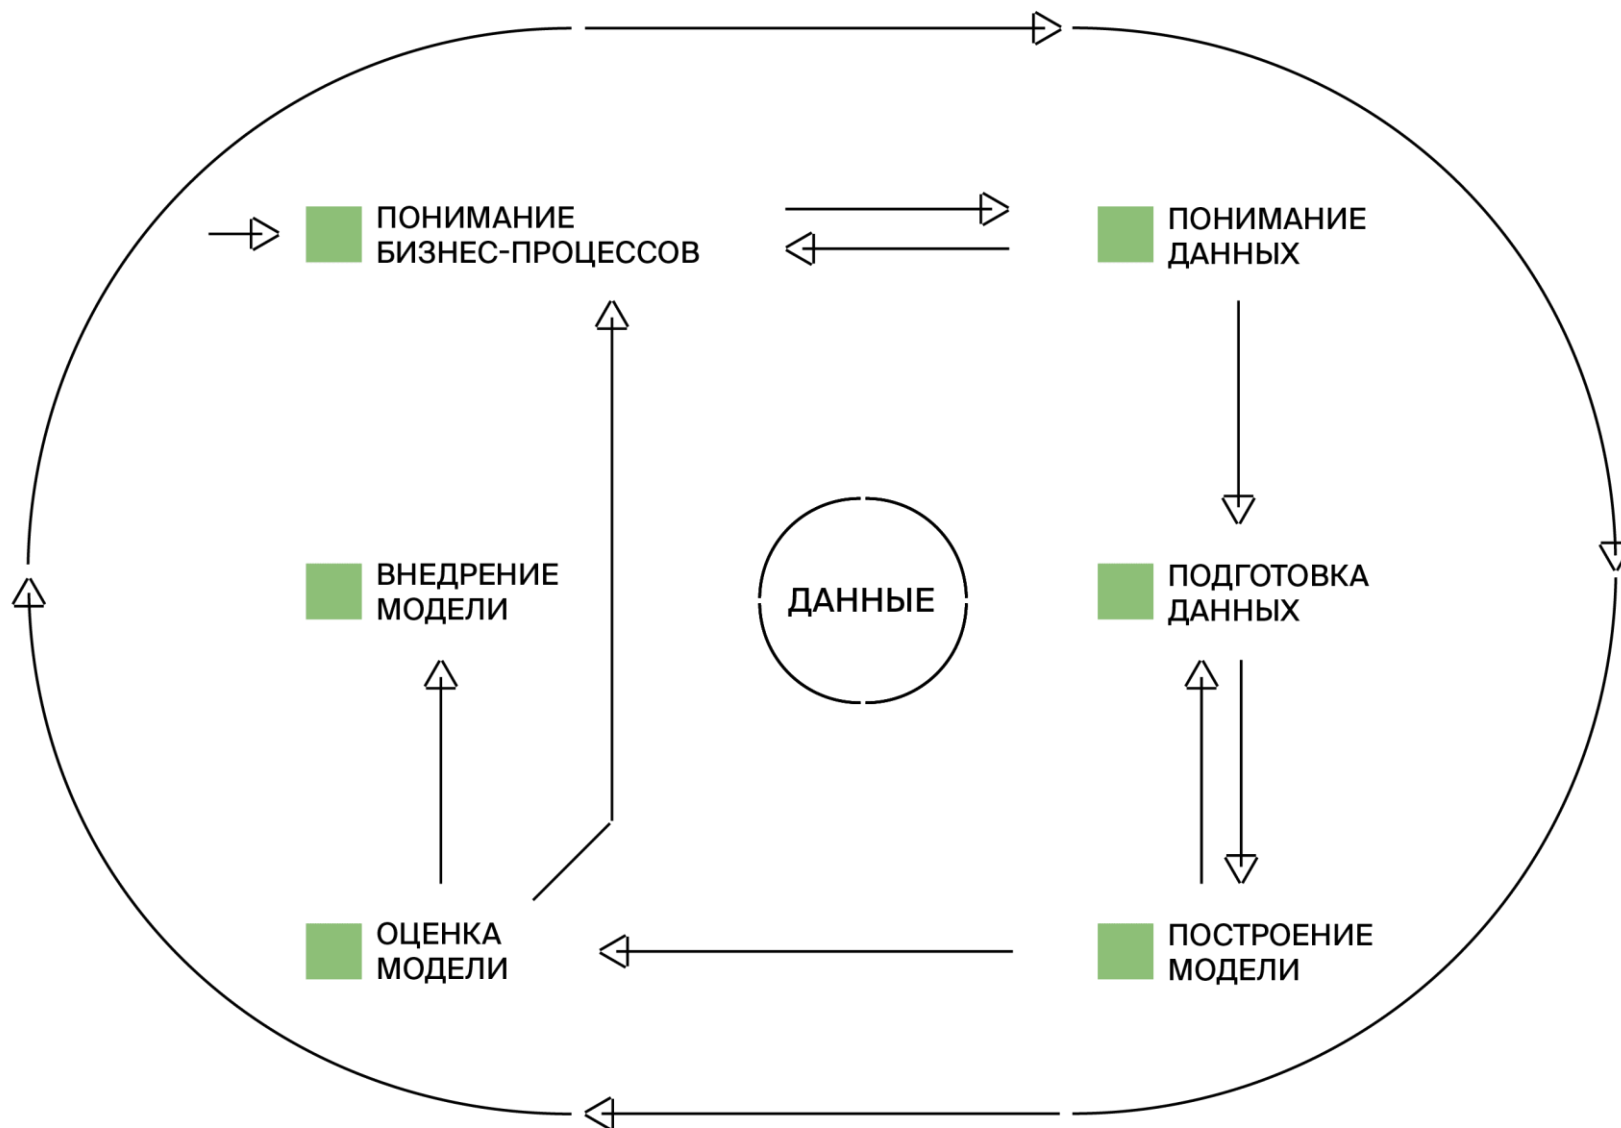 ПОНИМАНИЕ
БИЗНЕС-ПРОЦЕССОВ
ПОНИМАНИЕ
ДАННЫХ
ВНЕДРЕНИЕ
МОДЕЛИ
ДАННЫЕ
ПОДГОТОВКА
ДАННЫХ
ОЦЕНКА
МОДЕЛИ
ПОСТРОЕНИЕ
МОДЕЛИ